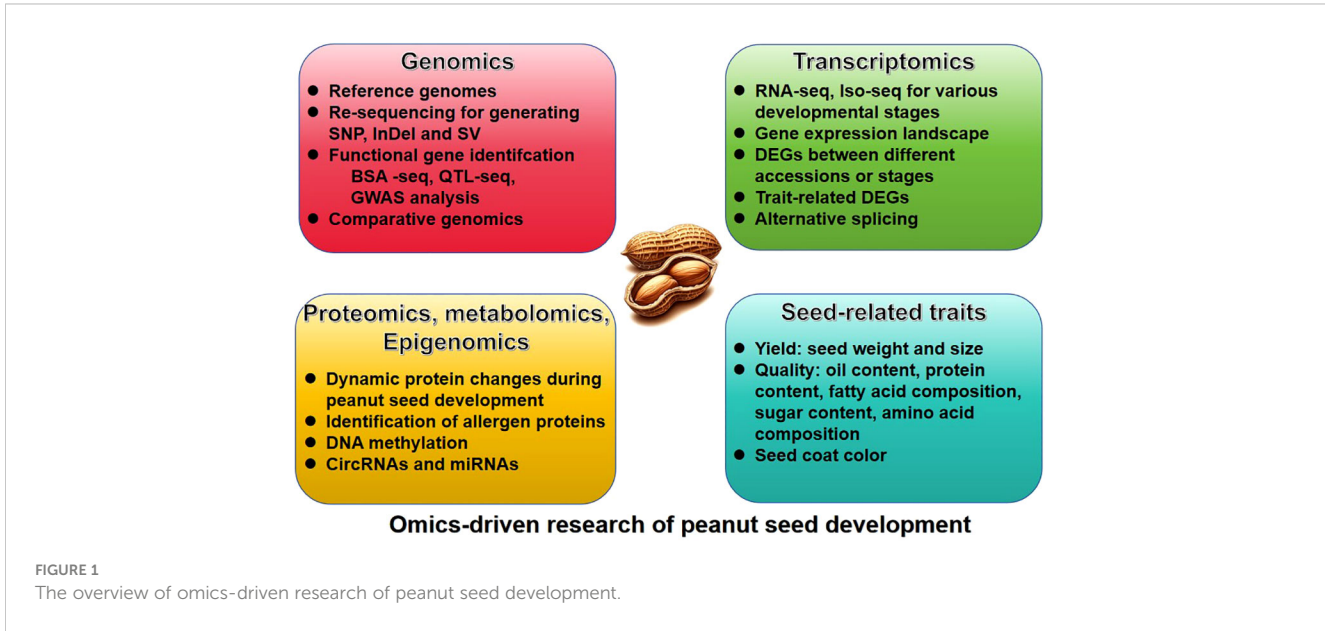 Genomics
● Reference genomes
● Re-sequencing for generating
SNP, InDel and SV
● Functional gene identifcation
BSA -seq, QTL-seq,
GWAS analysis
● Comparative genomics
Transcriptomics
● RNA-seq, Iso-seq for various
developmental stages
● Gene expression landscape
● DEGs between different
accessions or stages
● Trait-related DEGs
● Alternative splicing
Proteomics, metabolomics,
Epigenomics
● Dynamic protein changes during
peanut seed development
● Identification of allergen proteins
● DNA methylation
● CircRNAs and miRNAs
Seed-related traits
● Yield: seed weight and size
● Quality: oil content, protein
content, fatty acid composition,
sugar content, amino acid
composition
● Seed coat color
Omics-driven research of peanut seed development
FIGURE 1
The overview of omics-driven research of peanut seed development.